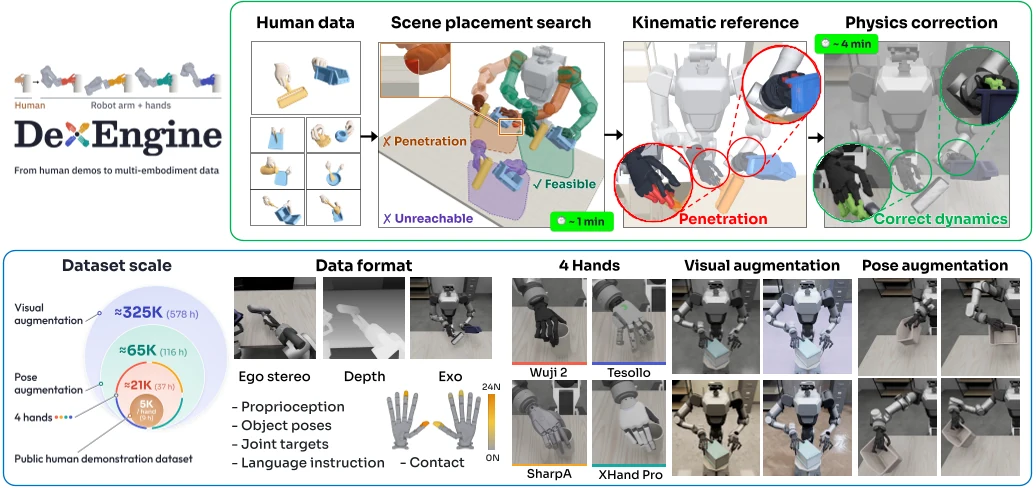 Human
Robot arm + hands
DeXEngine
From human demos to multi-embodiment data
Human data
Scene placement search
Kinematic reference
Physics correction
✗ Penetration
✓ Feasible
✗ Unreachable
~ 1 min
Penetration
~ 4 min
Correct dynamics
Dataset scale
Visual
augmentation
≈325K (578 h)
≈65K (116 h)
Pose
augmentation
≈21K (37 h)
4 hands
5K
/ hand
(9 h)
Public human demonstration dataset
Data format
Ego stereo
Depth
Exo
- Proprioception
- Object poses
- Joint targets
- Language instruction
- Contact
24N
0N
4 Hands
Wuji 2
Tesollo
SharpA
XHand Pro
Visual augmentation
Pose augmentation